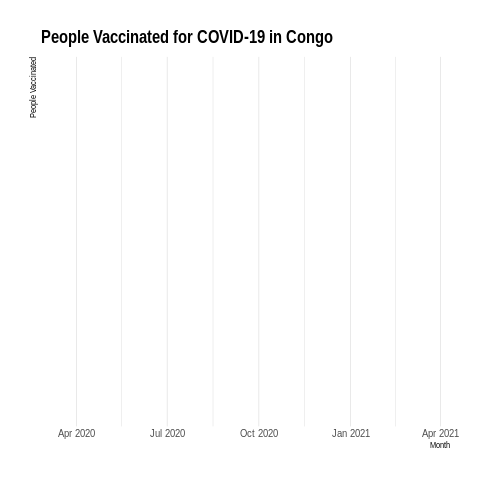 People Vaccinated for COVID-19 in Congo
People Vaccinated
Apr 2020
Jul 2020
Oct 2020
Jan 2021
Apr 2021
Month